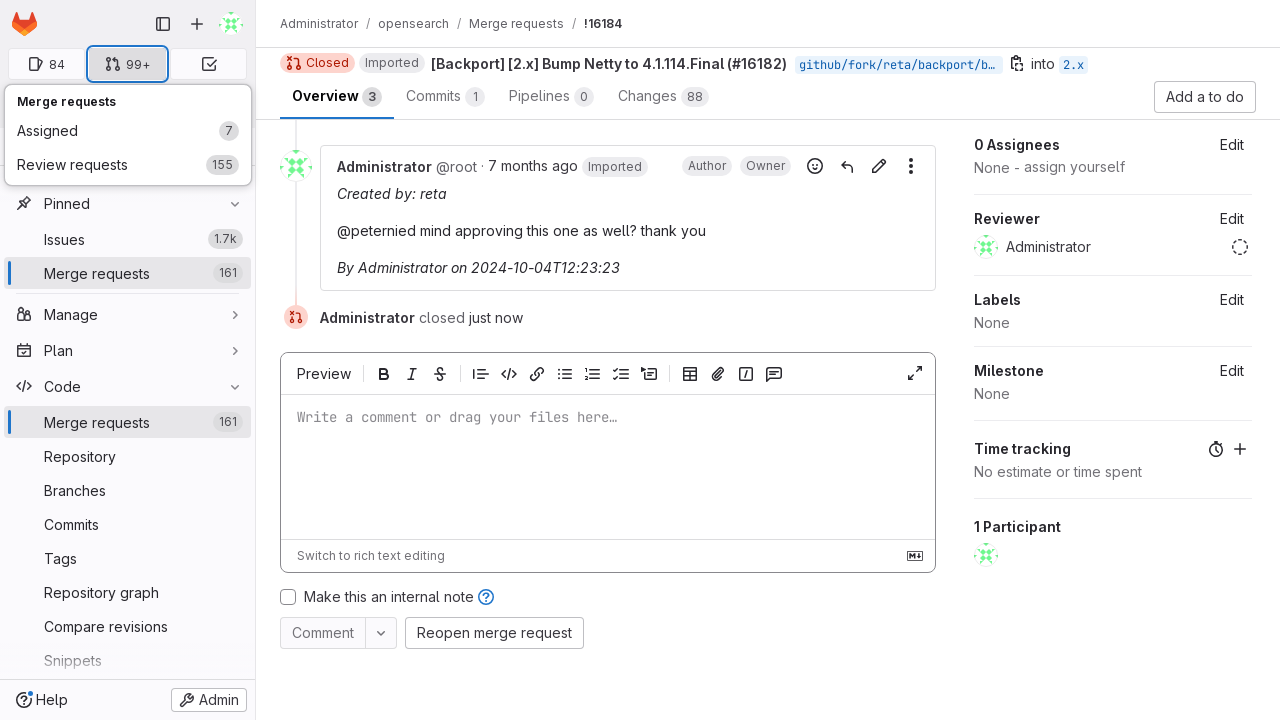 84
99+
Merge requests
Assigned 7
Review requests 155
Pinned
Issues 1.7k
Merge requests 161
Manage
Plan
Code
Merge requests 161
Repository
Branches
Commits
Tags
Repository graph
Compare revisions
Snippets
Help
Admin
Administrator / opensearch / Merge requests / !16184
Closed Imported [Backport] [2.x] Bump Netty to 4.1.114.Final (#16182) github/fork/reta/backport/b… into 2.x
Overview 3 Commits 1 Pipelines 0 Changes 88 Add a to do
Administrator @root · 7 months ago Imported Author Owner
Created by: reta
@peternied mind approving this one as well? thank you
By Administrator on 2024-10-04T12:23:23
Administrator closed just now
Preview
Write a comment or drag your files here…
Switch to rich text editing
Make this an internal note
Comment Reopen merge request
0 Assignees Edit
None - assign yourself
Reviewer Edit
Administrator
Labels Edit
None
Milestone Edit
None
Time tracking
No estimate or time spent
1 Participant